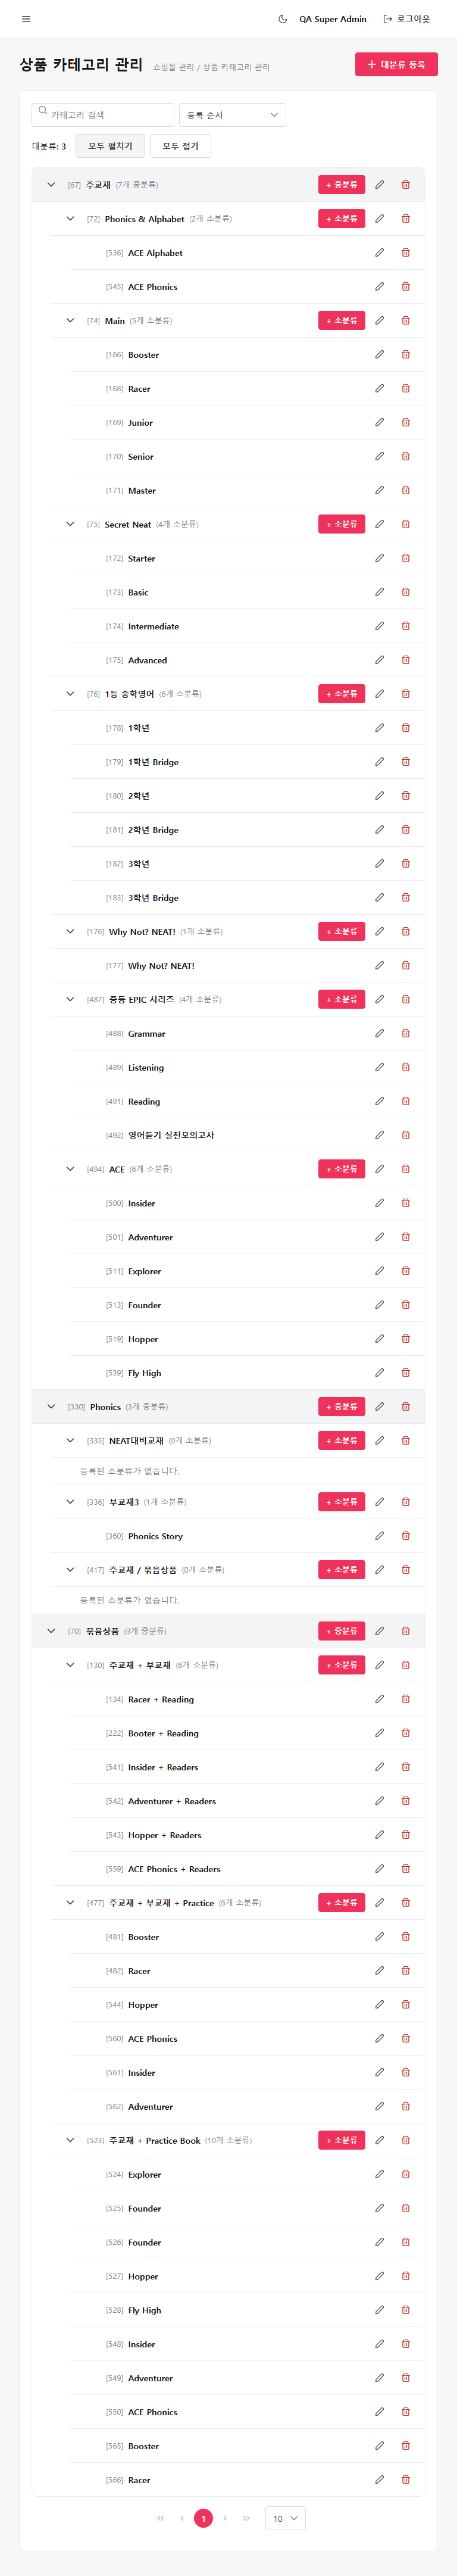 QA Super Admin 로그아웃
상품 카테고리 관리 쇼핑몰 관리 / 상품 카테고리 관리 + 대분류 등록
카테고리 검색 등록 순서
대분류: 3 모두 펼치기 모두 접기
[67] 주교재 (7개 중분류) + 중분류
[72] Phonics & Alphabet (2개 소분류) + 소분류
[536] ACE Alphabet
[545] ACE Phonics
[74] Main (5개 소분류) + 소분류
[166] Booster
[168] Racer
[169] Junior
[170] Senior
[171] Master
[75] Secret Neat (4개 소분류) + 소분류
[172] Starter
[173] Basic
[174] Intermediate
[175] Advanced
[76] 1등 중학영어 (6개 소분류) + 소분류
[178] 1학년
[179] 1학년 Bridge
[180] 2학년
[181] 2학년 Bridge
[182] 3학년
[183] 3학년 Bridge
[176] Why Not? NEAT! (1개 소분류) + 소분류
[177] Why Not? NEAT!
[487] 중등 EPIC 시리즈 (4개 소분류) + 소분류
[488] Grammar
[489] Listening
[491] Reading
[492] 영어듣기 실전모의고사
[494] ACE (6개 소분류) + 소분류
[500] Insider
[501] Adventurer
[511] Explorer
[513] Founder
[519] Hopper
[539] Fly High
[330] Phonics (3개 중분류) + 중분류
[335] NEAT대비교재 (0개 소분류) + 소분류
등록된 소분류가 없습니다.
[336] 부교재3 (1개 소분류) + 소분류
[360] Phonics Story
[417] 주교재 / 묶음상품 (0개 소분류) + 소분류
등록된 소분류가 없습니다.
[70] 묶음상품 (3개 중분류) + 중분류
[130] 주교재 + 부교재 (6개 소분류) + 소분류
[134] Racer + Reading
[222] Booter + Reading
[541] Insider + Readers
[542] Adventurer + Readers
[543] Hopper + Readers
[559] ACE Phonics + Readers
[477] 주교재 + 부교재 + Practice (6개 소분류) + 소분류
[481] Booster
[482] Racer
[544] Hopper
[560] ACE Phonics
[561] Insider
[562] Adventurer
[523] 주교재 + Practice Book (10개 소분류) + 소분류
[524] Explorer
[525] Founder
[526] Founder
[527] Hopper
[528] Fly High
[548] Insider
[549] Adventurer
[550] ACE Phonics
[565] Booster
[566] Racer
1 10